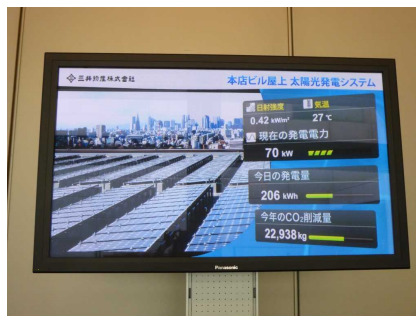 三井物産株式会社
本店ビル屋上 太陽光発電システム
日射強度 気温
0.42 kW/m² 27 ℃
現在の発電電力
70 kW
今日の発電量
206 kWh
今年のCO₂削減量
22,938 kg
Panasonic